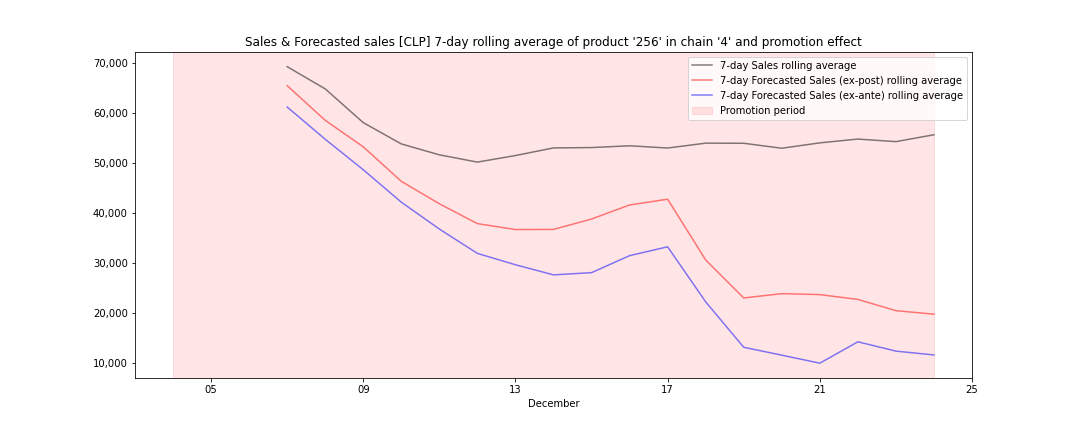 Sales & Forecasted sales [CLP] 7-day rolling average of product '256' in chain '4' and promotion effect
7-day Sales rolling average
7-day Forecasted Sales (ex-post) rolling average
7-day Forecasted Sales (ex-ante) rolling average
Promotion period
70,000
60,000
50,000
40,000
30,000
20,000
10,000
05 09 13 17 21 25
December